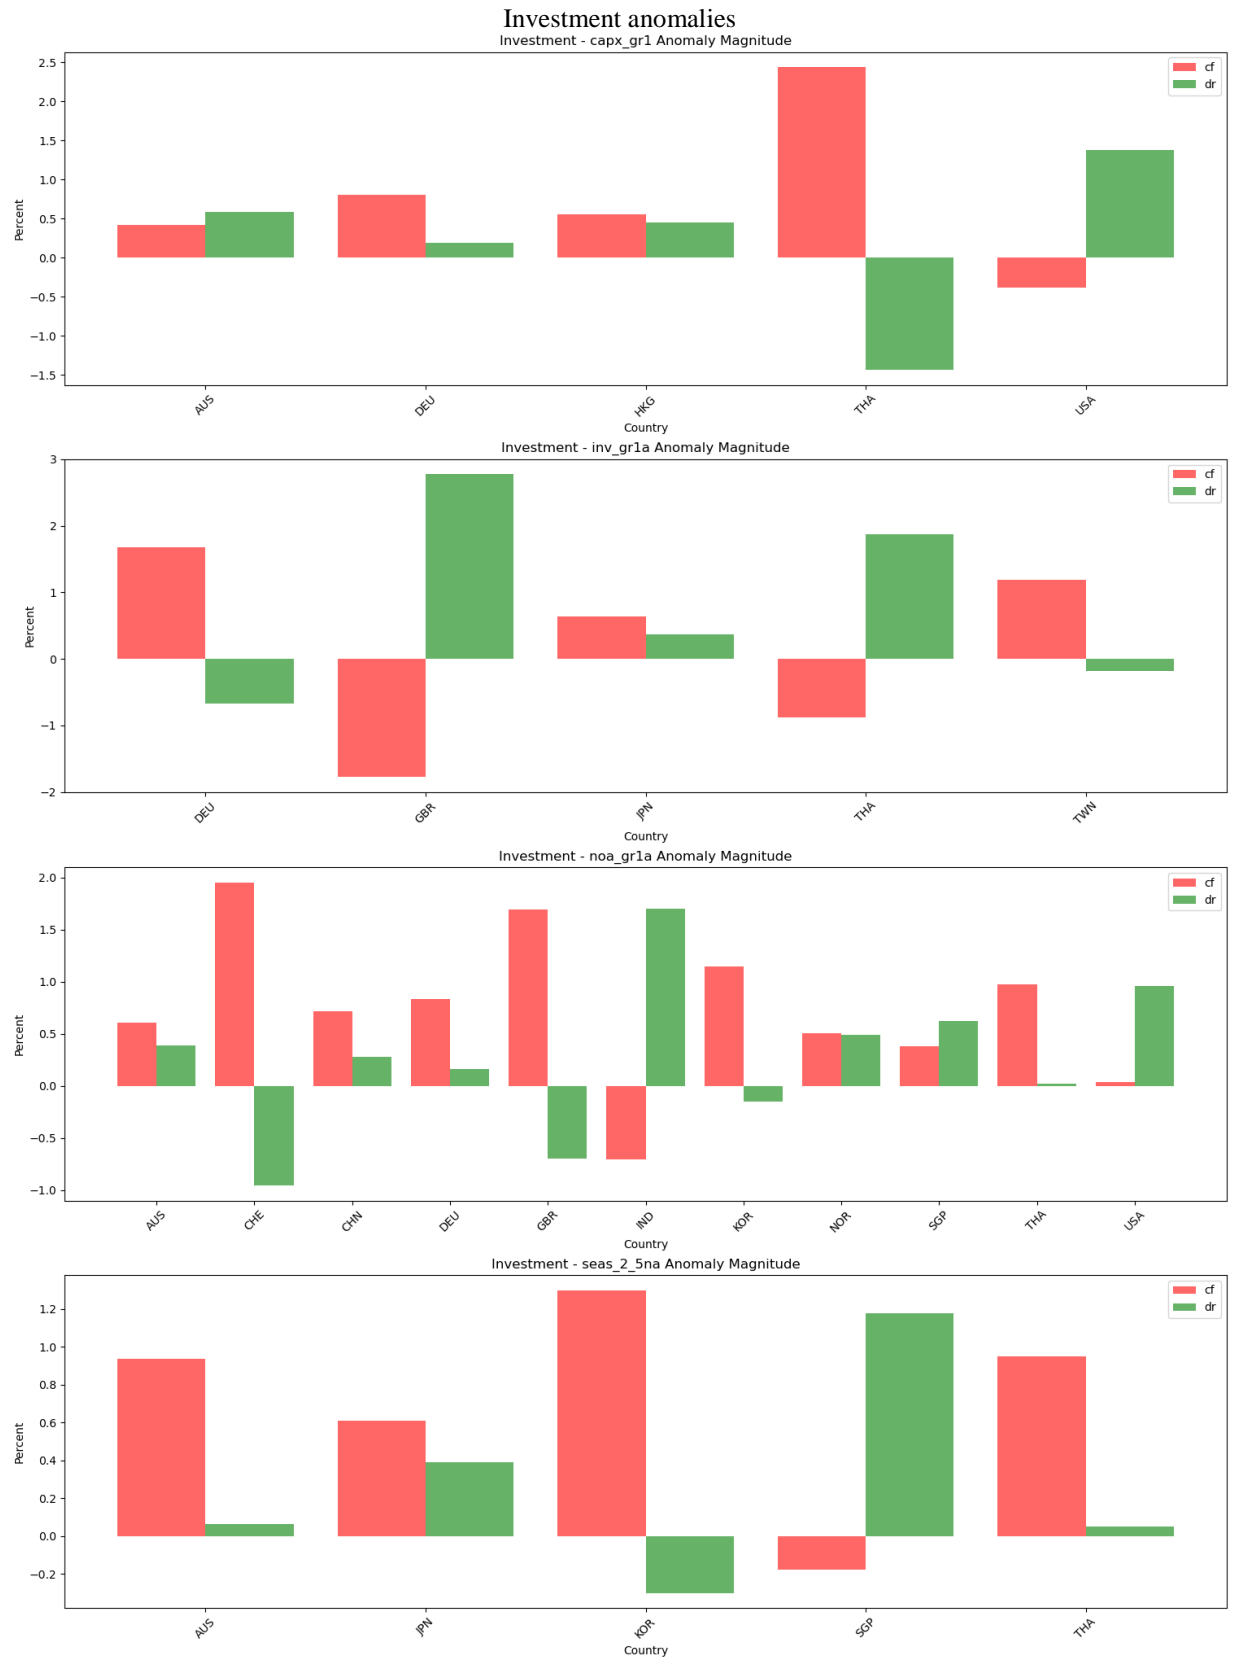 Investment anomalies
Investment - capx_gr1 Anomaly Magnitude
2.5
2.0
1.5
1.0
0.5
0.0
−0.5
−1.0
−1.5
Percent
cf
dr
AUS DEU HKG THA USA
Country
Investment - inv_gr1a Anomaly Magnitude
3
2
1
0
−1
−2
Percent
cf
dr
DEU GBR JPN THA TWN
Country
Investment - noa_gr1a Anomaly Magnitude
2.0
1.5
1.0
0.5
0.0
−0.5
−1.0
Percent
cf
dr
AUS CHE CHN DEU GBR IND KOR NOR SGP THA USA
Country
Investment - seas_2_5na Anomaly Magnitude
1.2
1.0
0.8
0.6
0.4
0.2
0.0
−0.2
Percent
cf
dr
AUS JPN KOR SGP THA
Country